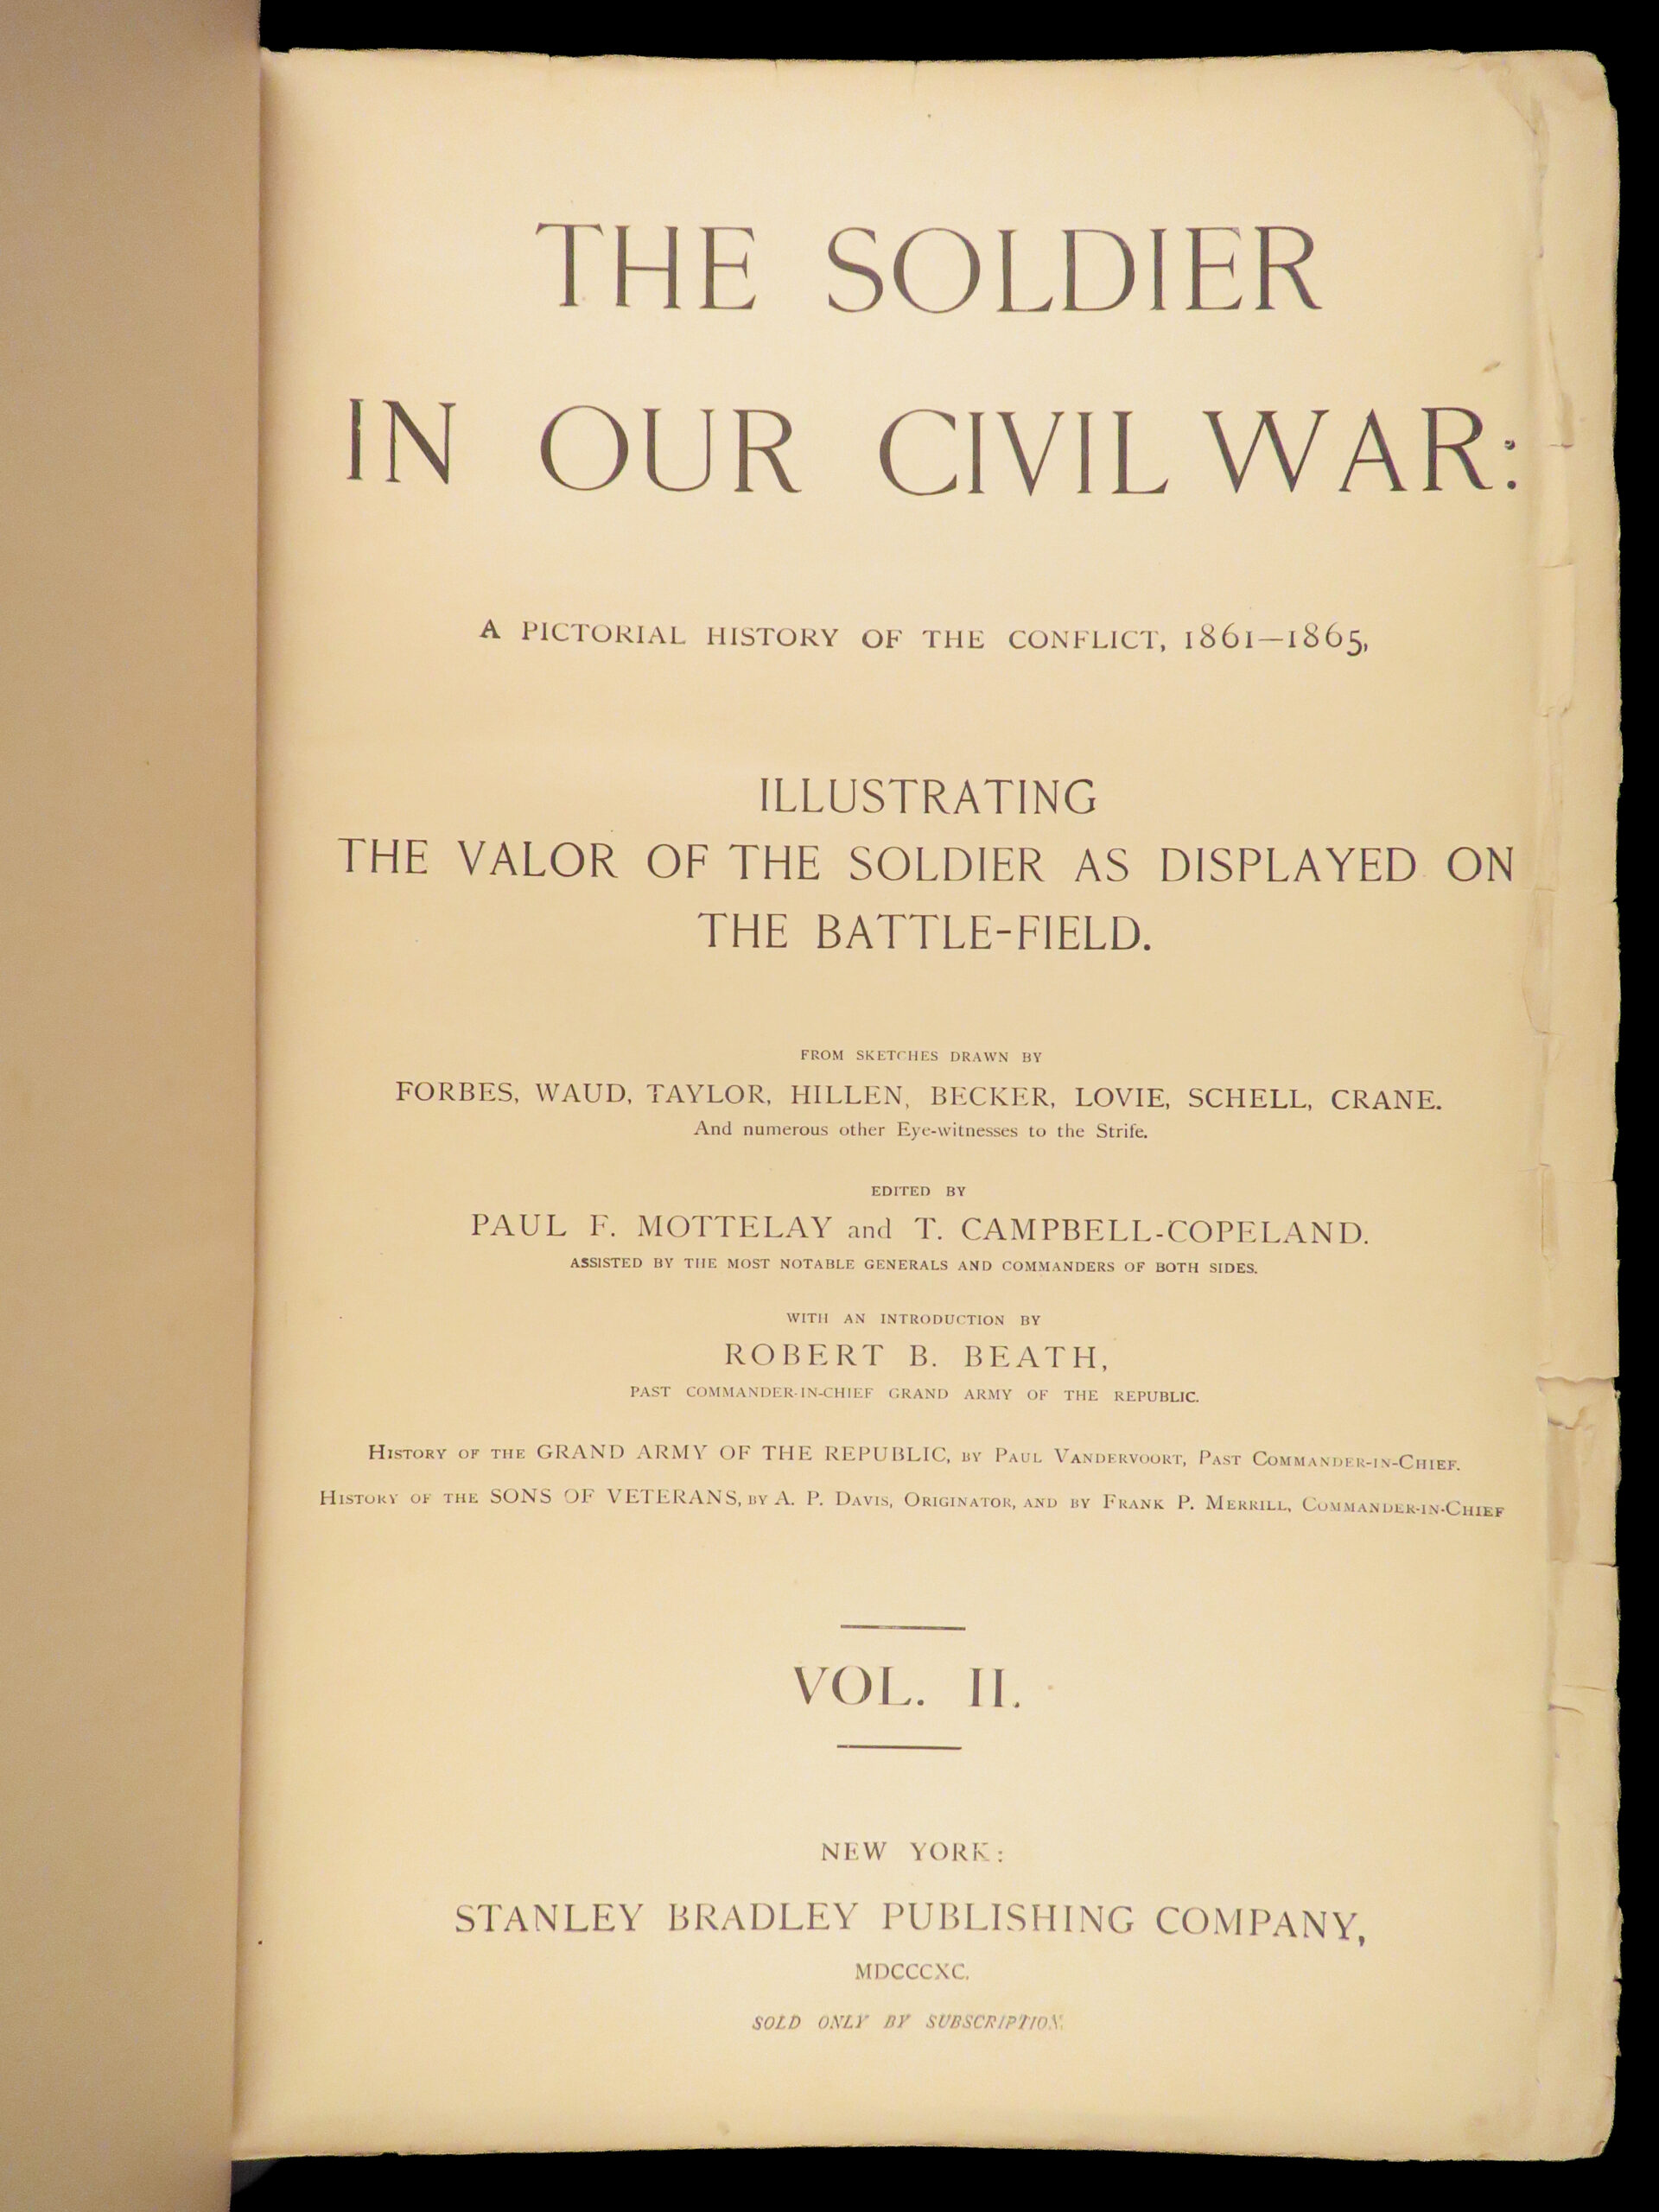 THE SOLDIER
IN OUR CIVIL WAR:
A PICTORIAL HISTORY OF THE CONFLICT, 1861—1865,
ILLUSTRATING
THE VALOR OF THE SOLDIER AS DISPLAYED ON
THE BATTLE-FIELD.
FROM SKETCHES DRAWN BY
FORBES, WAUD, TAYLOR, HILLEN, BECKER, LOVIE, SCHELL, CRANE.
And numerous other Eye-witnesses to the Strife.
EDITED BY
PAUL F. MOTTELAY and T. CAMPBELL-COPELAND.
ASSISTED BY THE MOST NOTABLE GENERALS AND COMMANDERS OF BOTH SIDES.
WITH AN INTRODUCTION BY
ROBERT B. BEATH,
PAST COMMANDER-IN-CHIEF GRAND ARMY OF THE REPUBLIC.
HISTORY OF THE GRAND ARMY OF THE REPUBLIC, BY PAUL VANDERVOORT, PAST COMMANDER-IN-CHIEF.
HISTORY OF THE SONS OF VETERANS, BY A. P. DAVIS, ORIGINATOR, AND BY FRANK P. MERRILL, COMMANDER-IN-CHIEF
VOL. II.
NEW YORK:
STANLEY BRADLEY PUBLISHING COMPANY,
MDCCCXC.
SOLD ONLY BY SUBSCRIPTION.